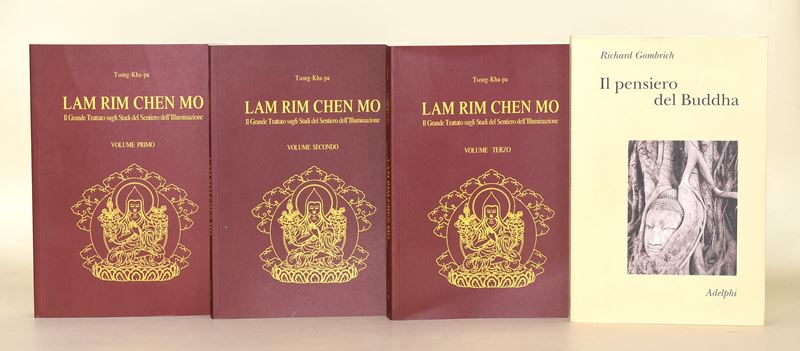 Tsong-Kha-pa
LAM RIM CHEN MO
Il Grande Trattato sugli Stadi del Sentiero dell'Illuminazione
VOLUME PRIMO
Tsong-Kha-pa
LAM RIM CHEN MO
Il Grande Trattato sugli Stadi del Sentiero dell'Illuminazione
VOLUME SECONDO
Tsong-Kha-pa
LAM RIM CHEN MO
Il Grande Trattato sugli Stadi del Sentiero dell'Illuminazione
VOLUME TERZO
Richard Gombrich
Il pensiero
del Buddha
Adelphi